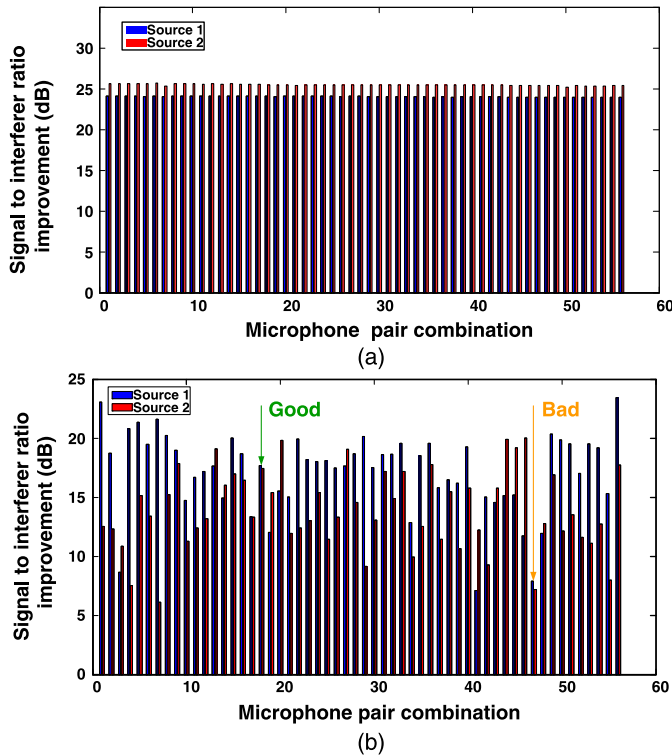 Signal to interferer ratio
improvement (dB)
35
30
25
20
15
10
5
0
Source 1
Source 2
0 10 20 30 40 50 60
Microphone pair combination
(a)
Signal to interferer ratio
improvement (dB)
25
20
15
10
5
0
Source 1
Source 2
Good
Bad
0 10 20 30 40 50 60
Microphone pair combination
(b)